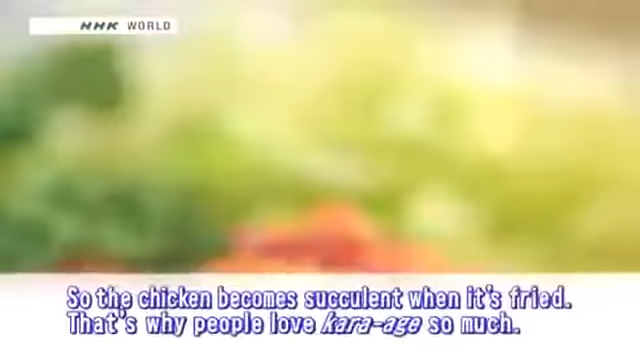 NHK WORLD
So the chicken becomes succulent when it's fried.
That's why people love kara-age so much.